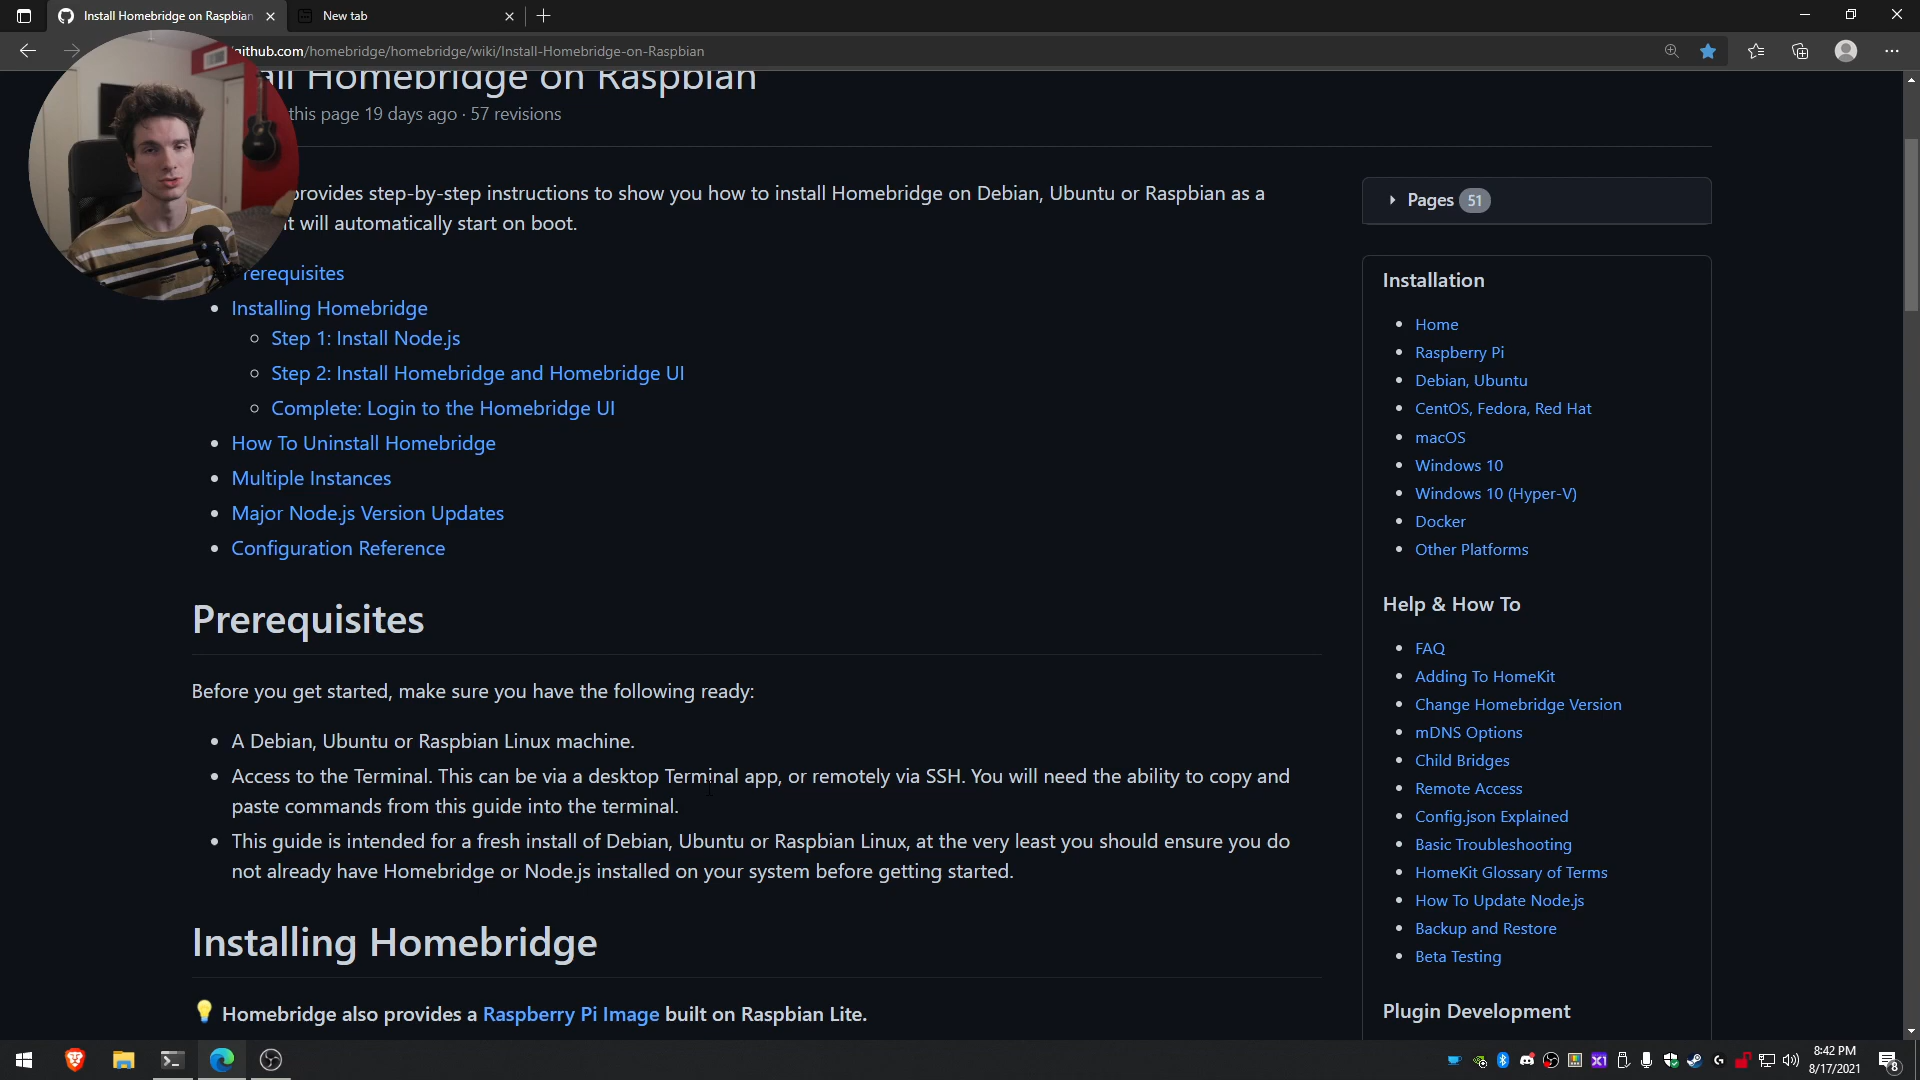 Install Homebridge on Raspbian
New tab
github.com/homebridge/homebridge/wiki/Install-Homebridge-on-Raspbian
all Homebridge on Raspbian
this page 19 days ago · 57 revisions
provides step-by-step instructions to show you how to install Homebridge on Debian, Ubuntu or Raspbian as a
it will automatically start on boot.
rerequisites
Installing Homebridge
Step 1: Install Node.js
Step 2: Install Homebridge and Homebridge UI
Complete: Login to the Homebridge UI
How To Uninstall Homebridge
Multiple Instances
Major Node.js Version Updates
Configuration Reference
Prerequisites
Before you get started, make sure you have the following ready:
A Debian, Ubuntu or Raspbian Linux machine.
Access to the Terminal. This can be via a desktop Terminal app, or remotely via SSH. You will need the ability to copy and
paste commands from this guide into the terminal.
This guide is intended for a fresh install of Debian, Ubuntu or Raspbian Linux, at the very least you should ensure you do
not already have Homebridge or Node.js installed on your system before getting started.
Installing Homebridge
Homebridge also provides a Raspberry Pi Image built on Raspbian Lite.
Pages 51
Installation
Home
Raspberry Pi
Debian, Ubuntu
CentOS, Fedora, Red Hat
macOS
Windows 10
Windows 10 (Hyper-V)
Docker
Other Platforms
Help & How To
FAQ
Adding To HomeKit
Change Homebridge Version
mDNS Options
Child Bridges
Remote Access
Config.json Explained
Basic Troubleshooting
HomeKit Glossary of Terms
How To Update Node.js
Backup and Restore
Beta Testing
Plugin Development
8:42 PM
8/17/2021
8